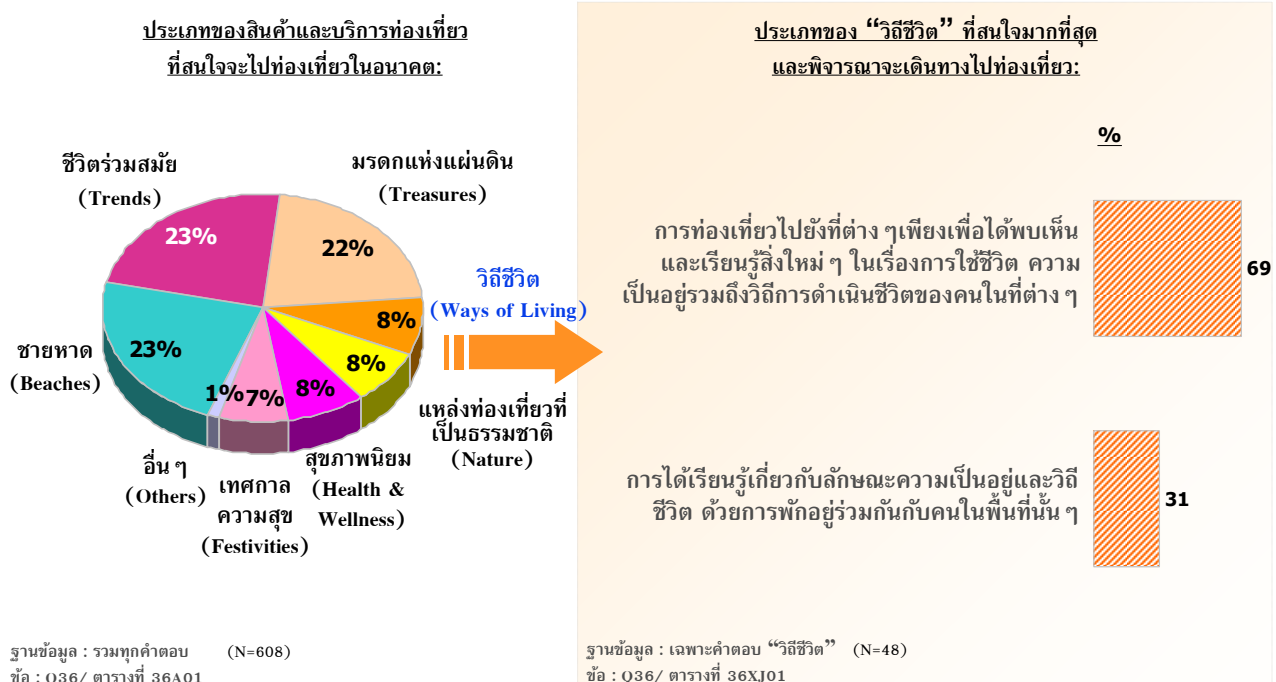 ประเภทของสินค้าและบริการท่องเที่ยว
ที่สนใจจะไปท่องเที่ยวในอนาคต:
ชีวิตร่วมสมัย
(Trends)
มรดกแห่งแผ่นดิน
(Treasures)
23%
22%
วิถีชีวิต
(Ways of Living)
8%
ชายหาด
(Beaches)
23%
8%
1%
7%
8%
แหล่งท่องเที่ยวที่
เป็นธรรมชาติ
(Nature)
อื่น ๆ
(Others)
เทศกาล
ความสุข
(Festivities)
สุขภาพนิยม
(Health &
Wellness)
ฐานข้อมูล : รวมทุกคำตอบ (N=608)
ข้อ : Q36/ ตารางที่ 36A01
ประเภทของ “วิถีชีวิต” ที่สนใจมากที่สุด
และพิจารณาจะเดินทางไปท่องเที่ยว:
%
การท่องเที่ยวไปยังที่ต่าง ๆเพียงเพื่อได้พบเห็น
และเรียนรู้สิ่งใหม่ ๆ ในเรื่องการใช้ชีวิต ความ
เป็นอยู่รวมถึงวิถีการดำเนินชีวิตของคนในที่ต่าง ๆ
69
การได้เรียนรู้เกี่ยวกับลักษณะความเป็นอยู่และวิถี
ชีวิต ด้วยการพักอยู่ร่วมกันกับคนในพื้นที่นั้น ๆ
31
ฐานข้อมูล : เฉพาะคำตอบ “วิถีชีวิต” (N=48)
ข้อ : Q36/ ตารางที่ 36XJ01